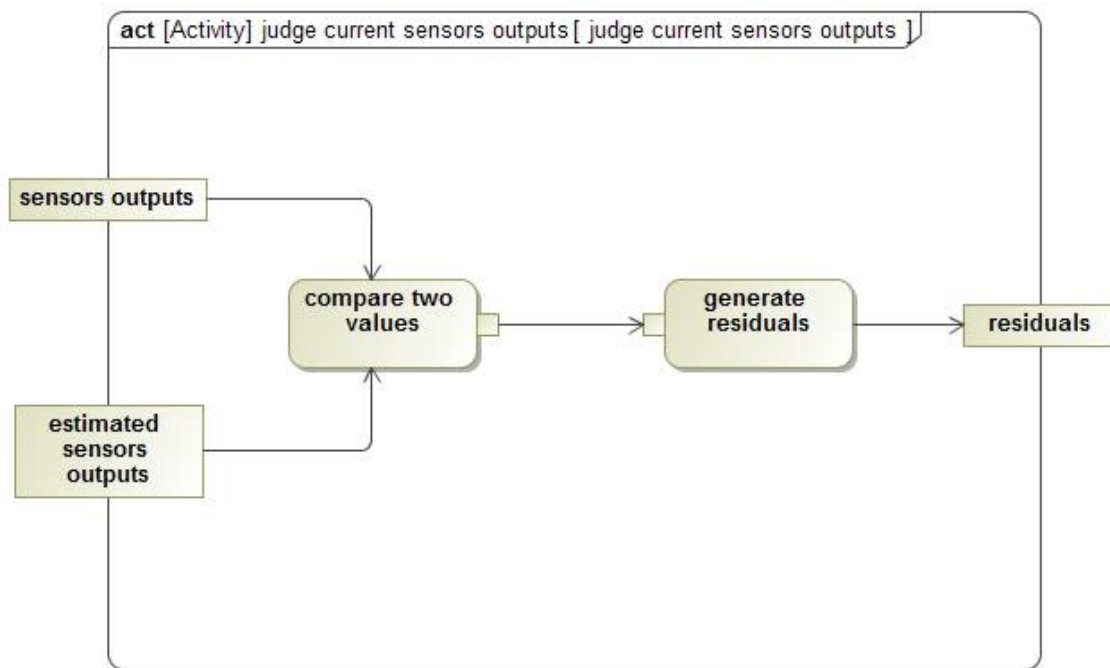 act [Activity] judge current sensors outputs [ judge current sensors outputs ]
sensors outputs
compare two
values
generate
residuals
residuals
estimated
sensors
outputs